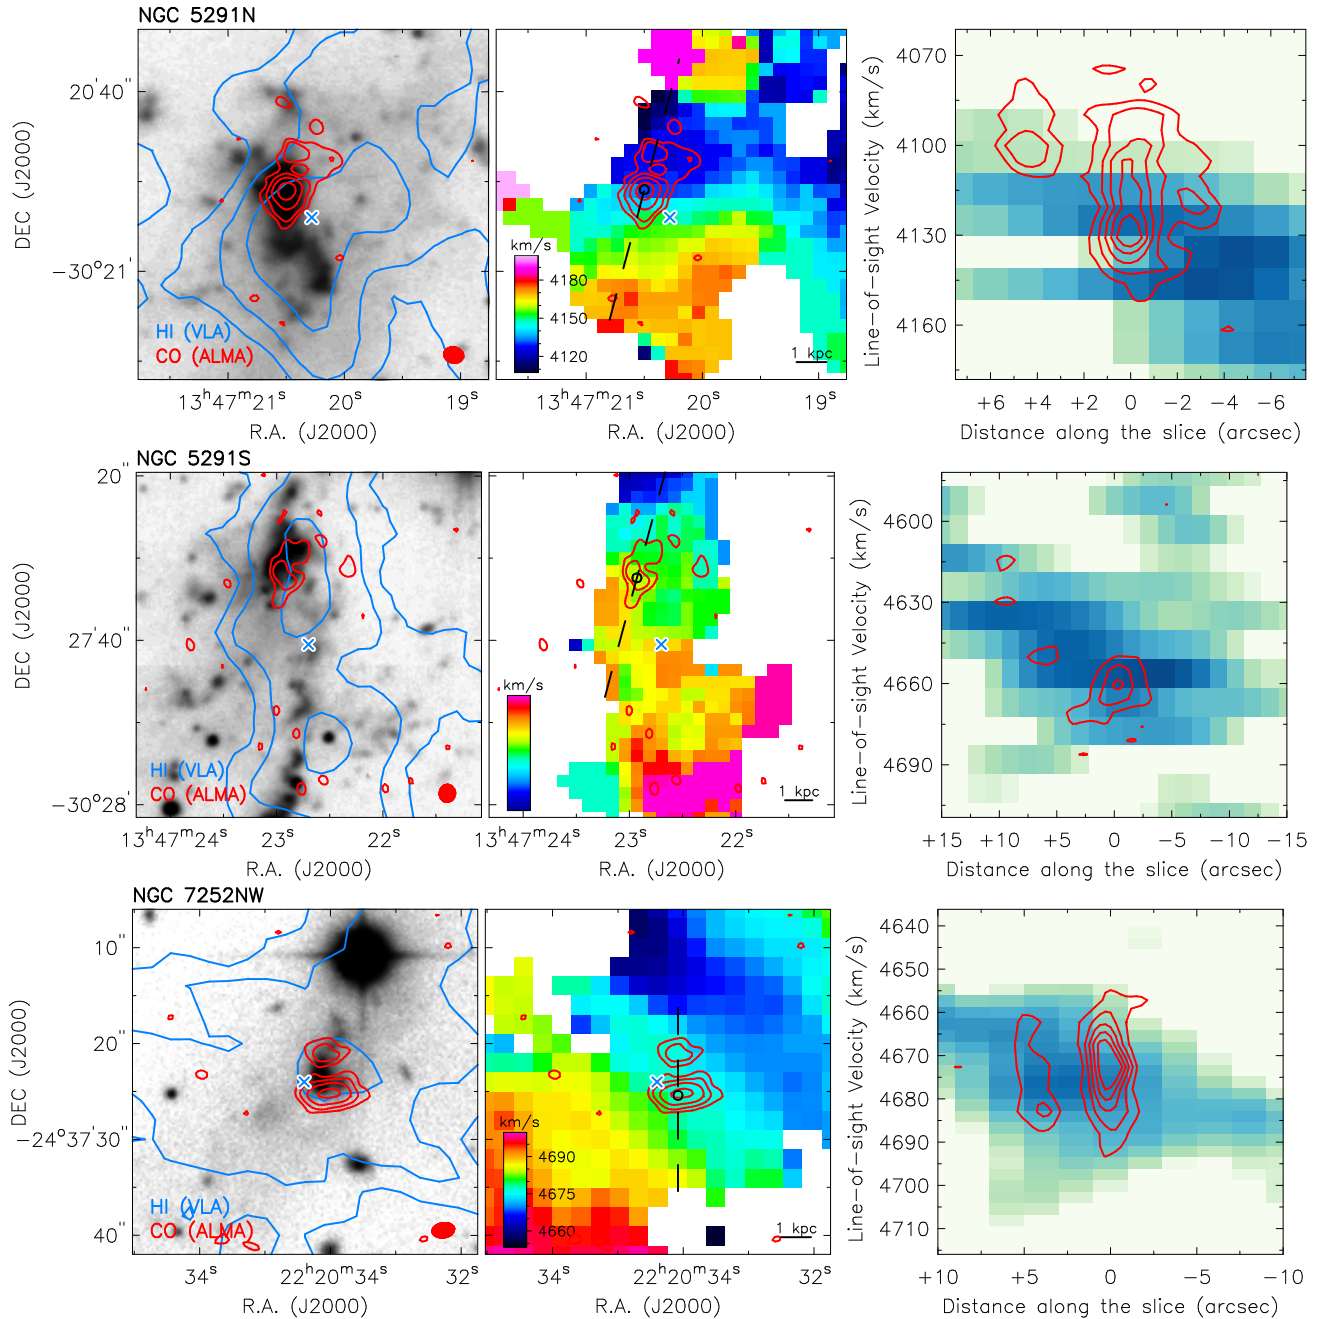 NGC 5291N
DEC (J2000)
20'40"
−30°21'
HI (VLA)
CO (ALMA)
13ʰ47ᵐ21ˢ 20ˢ 19ˢ
R.A. (J2000)
km/s
4180
4150
4120
1 kpc
13ʰ47ᵐ21ˢ 20ˢ 19ˢ
R.A. (J2000)
Line−of−sight Velocity (km/s)
4070
4100
4130
4160
+6 +4 +2 0 −2 −4 −6
Distance along the slice (arcsec)
NGC 5291S
DEC (J2000)
20"
27'40"
−30°28'
HI (VLA)
CO (ALMA)
13ʰ47ᵐ24ˢ 23ˢ 22ˢ
R.A. (J2000)
km/s
1 kpc
13ʰ47ᵐ24ˢ 23ˢ 22ˢ
R.A. (J2000)
Line−of−sight Velocity (km/s)
4600
4630
4660
4690
+15 +10 +5 0 −5 −10 −15
Distance along the slice (arcsec)
NGC 7252NW
DEC (J2000)
10"
20"
−24°37'30"
40"
HI (VLA)
CO (ALMA)
34ˢ 22ʰ20ᵐ34ˢ 32ˢ
R.A. (J2000)
km/s
4690
4675
4660
1 kpc
34ˢ 22ʰ20ᵐ34ˢ 32ˢ
R.A. (J2000)
Line−of−sight Velocity (km/s)
4640
4650
4660
4670
4680
4690
4700
4710
+10 +5 0 −5 −10
Distance along the slice (arcsec)